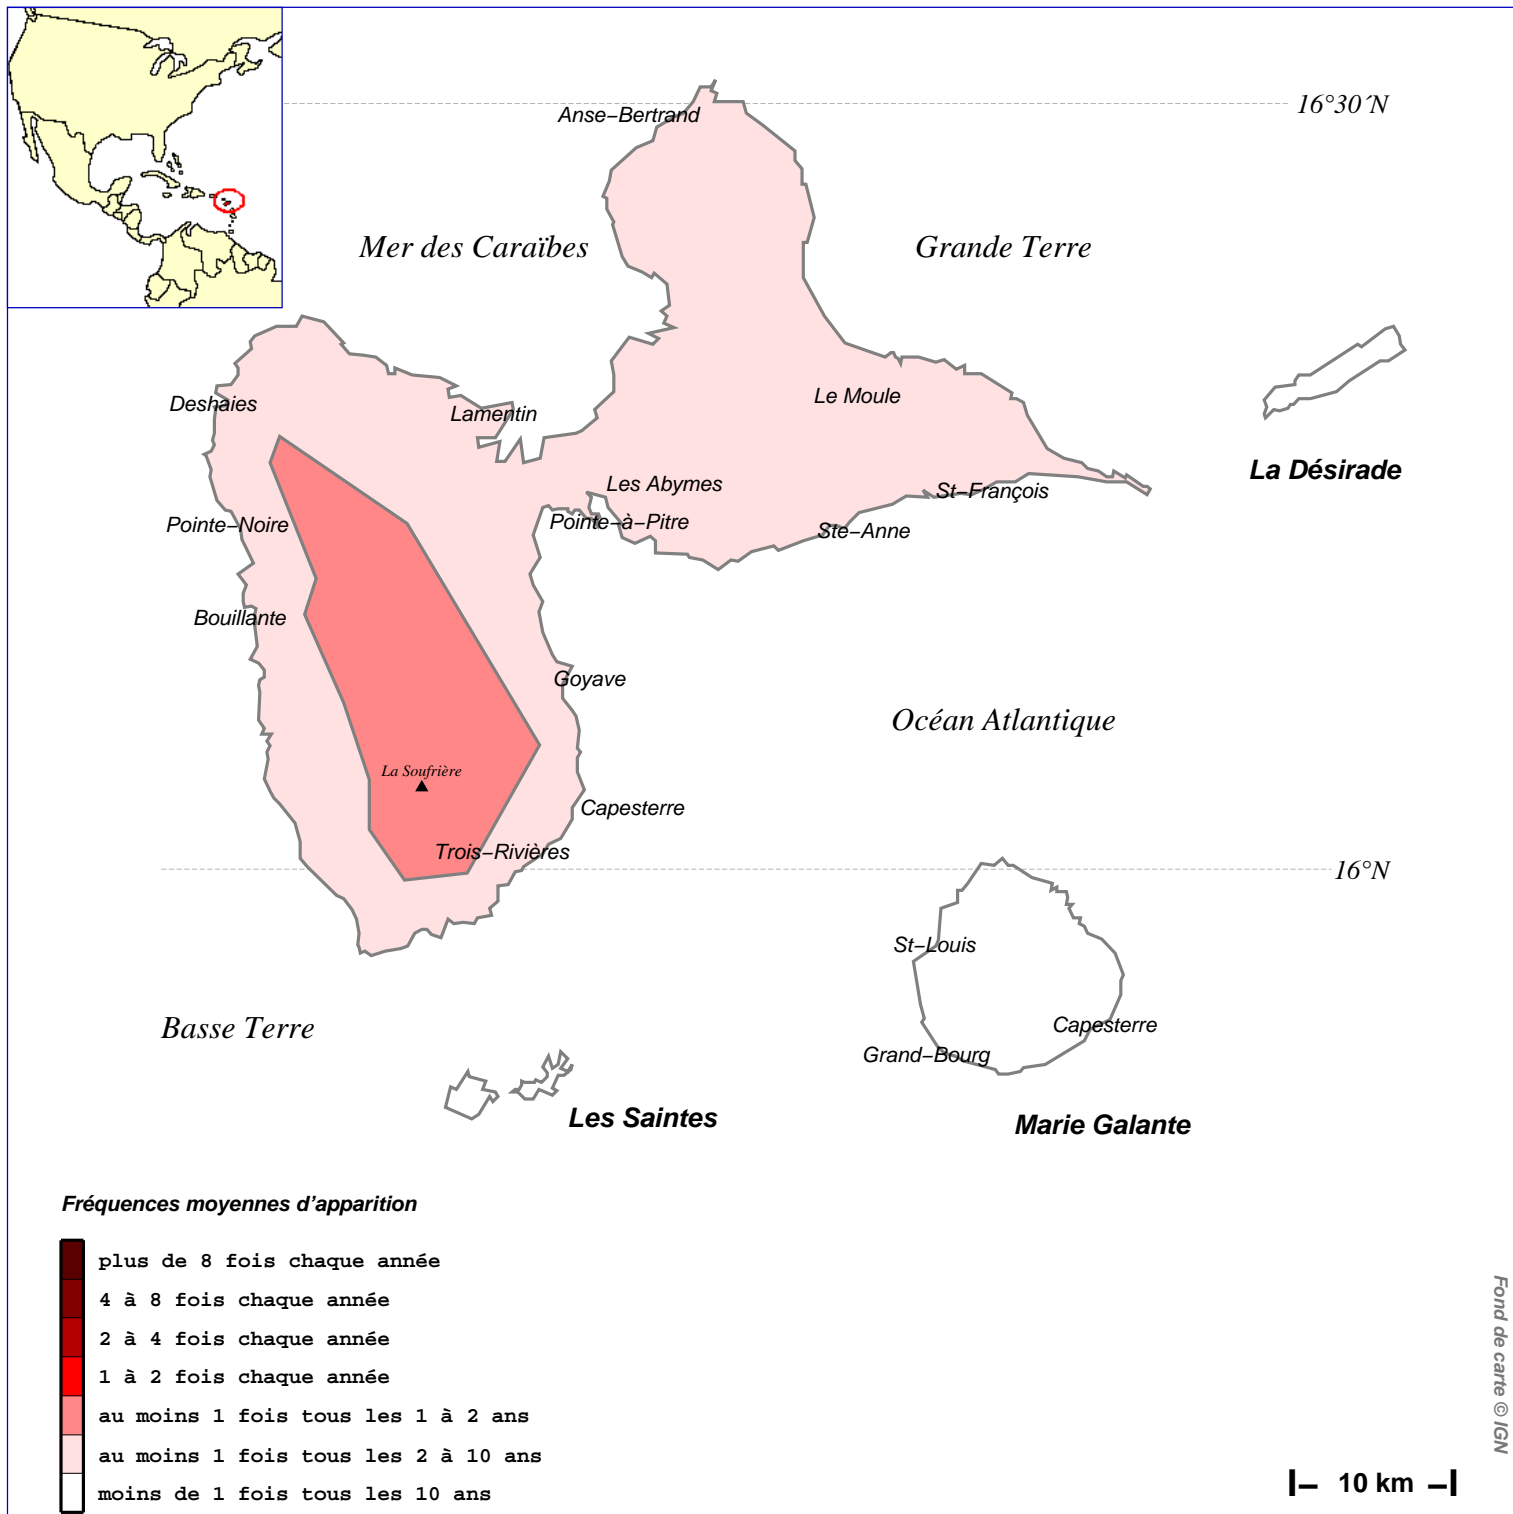 16°30´N
Anse−Bertrand
Mer des Caraïbes
Grande Terre
Deshaies
Lamentin
Le Moule
La Désirade
Les Abymes
St−François
Pointe−Noire
Pointe−à−Pitre
Ste−Anne
Bouillante
Goyave
Océan Atlantique
La Soufrière
Capesterre
Trois−Rivières
16°N
St−Louis
Basse Terre
Capesterre
Grand−Bourg
Les Saintes
Marie Galante
Fréquences moyennes d'apparition
plus de 8 fois chaque année
4 à 8 fois chaque année
2 à 4 fois chaque année
1 à 2 fois chaque année
au moins 1 fois tous les 1 à 2 ans
au moins 1 fois tous les 2 à 10 ans
moins de 1 fois tous les 10 ans
10 km
Fond de carte © IGN